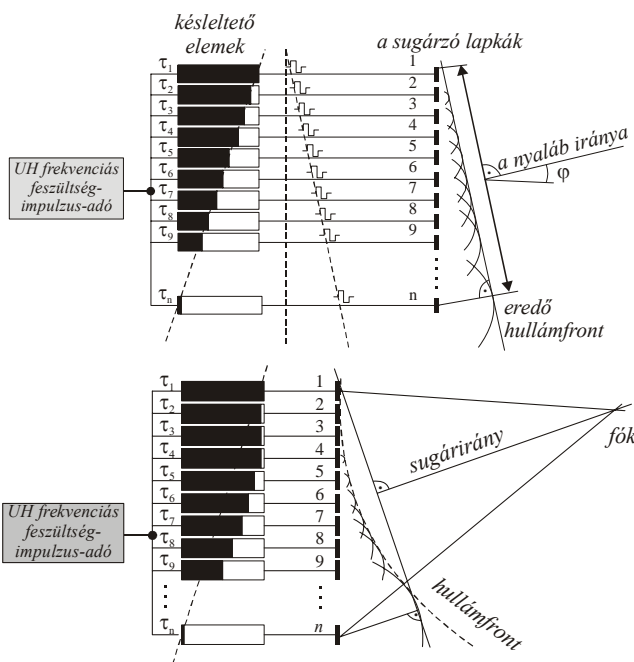 késleltető
elemek
a sugárzó lapkák
τ1
1
τ2
2
τ3
3
τ4
4
τ5
5
τ6
6
τ7
7
τ8
8
τ9
9
τn
n
UH frekvenciás
feszültség-
impulzus-adó
a nyaláb iránya
φ
eredő
hullámfront
τ1
1
τ2
2
τ3
3
τ4
4
τ5
5
τ6
6
τ7
7
τ8
8
τ9
9
τn
n
UH frekvenciás
feszültség-
impulzus-adó
sugárirány
fók
hullámfront